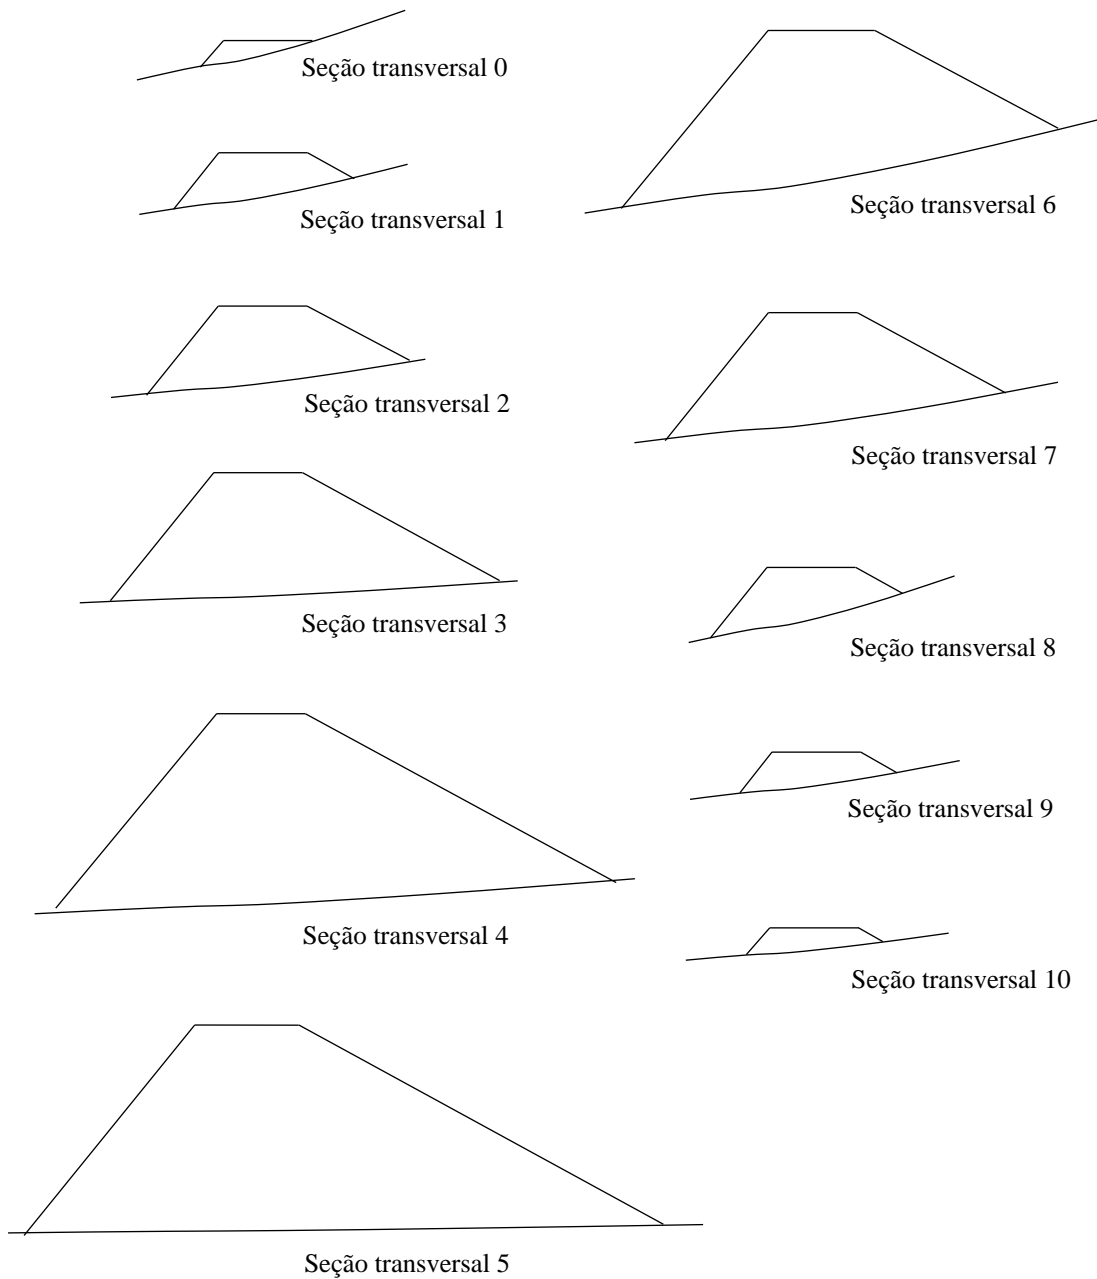 Seção transversal 0
Seção transversal 1
Seção transversal 2
Seção transversal 3
Seção transversal 4
Seção transversal 5
Seção transversal 6
Seção transversal 7
Seção transversal 8
Seção transversal 9
Seção transversal 10